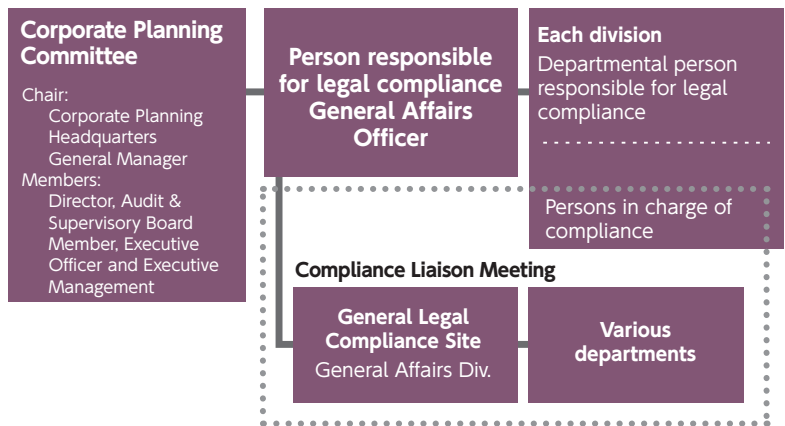 Corporate Planning
Committee
Chair:
Corporate Planning
Headquarters
General Manager
Members:
Director, Audit &
Supervisory Board
Member, Executive
Officer and Executive
Management
Person responsible
for legal compliance
General Affairs
Officer
Each division
Departmental person
responsible for legal
compliance
Persons in charge of
compliance
Compliance Liaison Meeting
General Legal
Compliance Site
General Affairs Div.
Various
departments